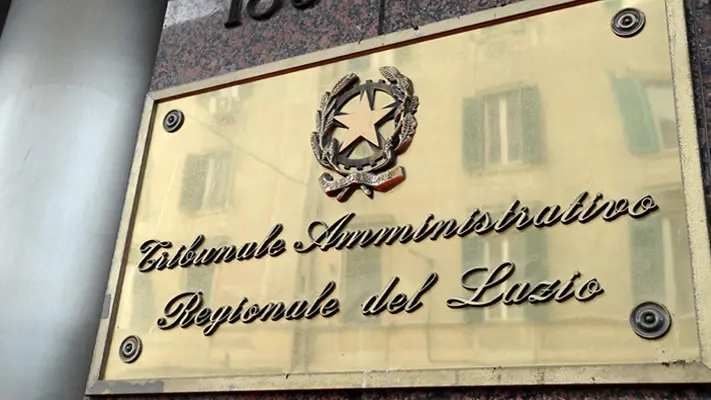 Tribunale Amministrativo
Regionale del Lazio